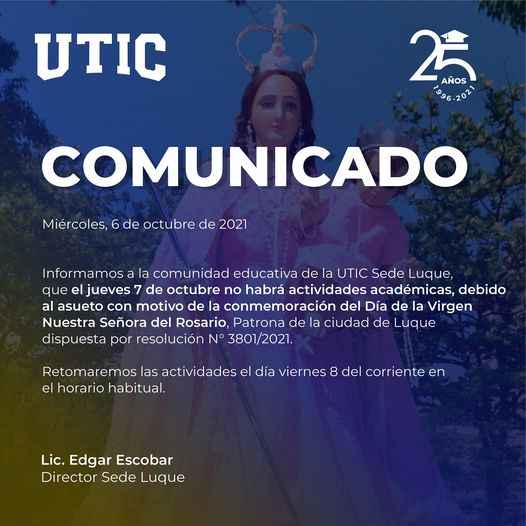 UTIC
25
AÑOS
1996-2021
COMUNICADO
Miércoles, 6 de octubre de 2021
Informamos a la comunidad educativa de la UTIC Sede Luque,
que el jueves 7 de octubre no habrá actividades académicas, debido
al asueto con motivo de la conmemoración del Día de la Virgen
Nuestra Señora del Rosario, Patrona de la ciudad de Luque
dispuesta por resolución N° 3801/2021.
Retomaremos las actividades el día viernes 8 del corriente en
el horario habitual.
Lic. Edgar Escobar
Director Sede Luque